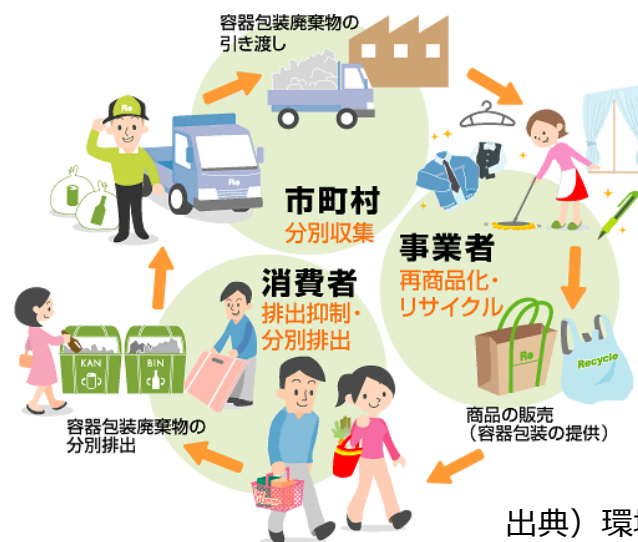 容器包装廃棄物の
引き渡し
Re
Re
市町村
分別収集
事業者
再商品化・
リサイクル
消費者
排出抑制・
分別排出
KAN
BIN
Re
Recycle
容器包装廃棄物の
分別排出
商品の販売
（容器包装の提供）
出典）環